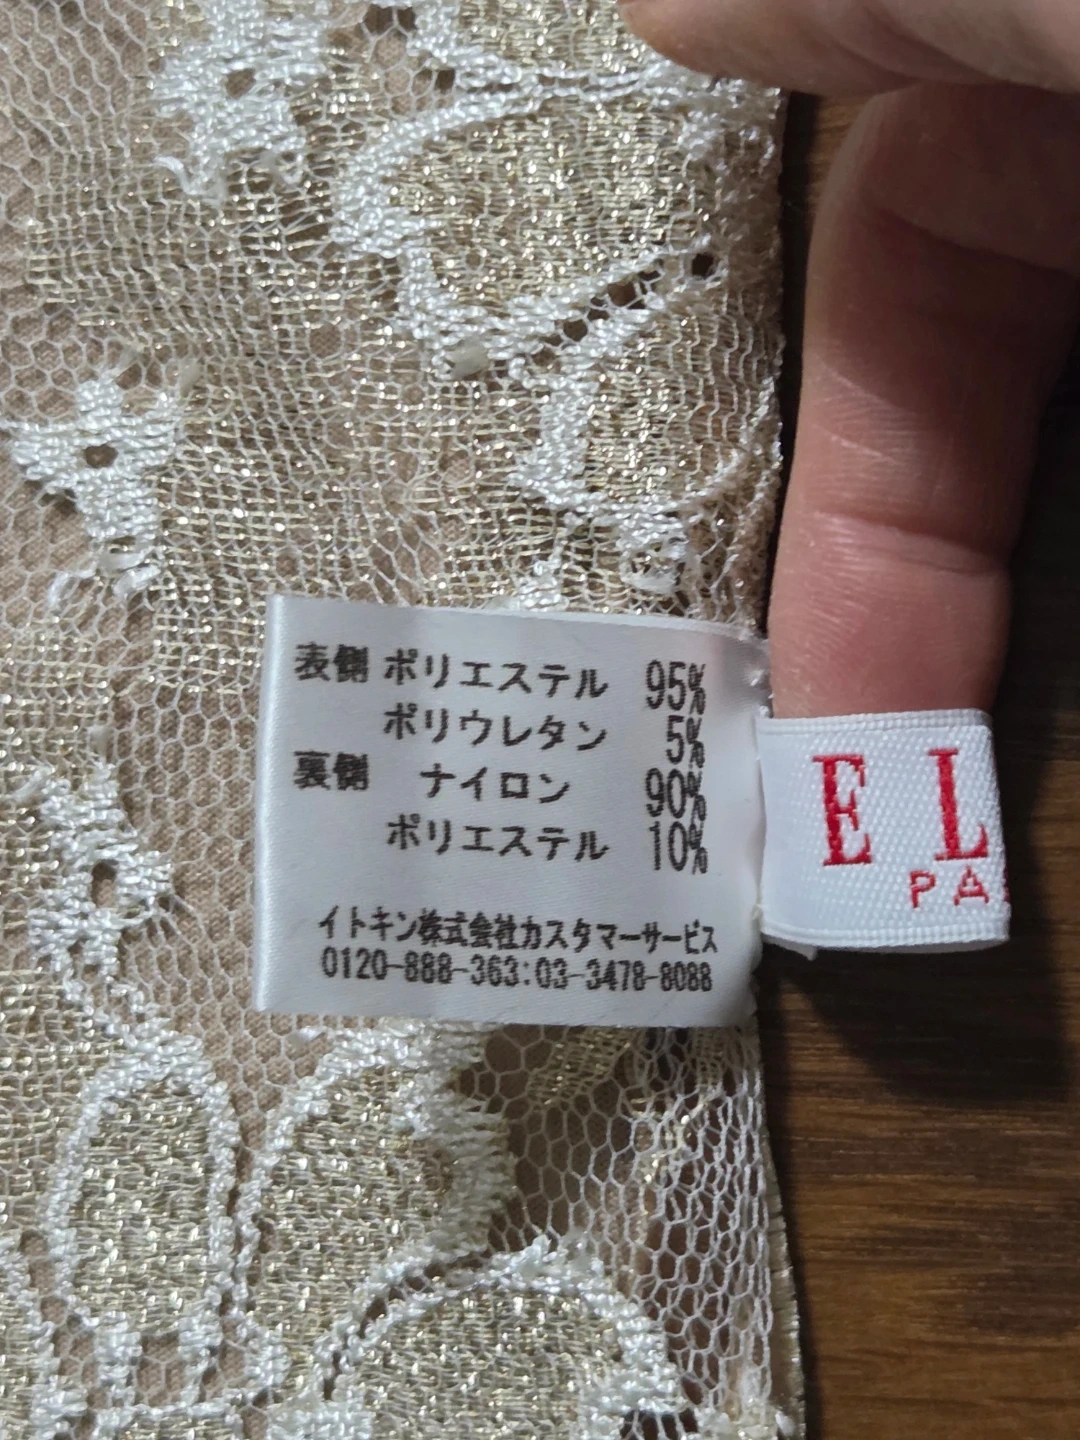 表側 ポリエステル 95%
ポリウレタン 5%
裏側 ナイロン 90%
ポリエステル 10%
イトキン株式会社カスタマーサービス
0120-888-363:03-3478-8088
EL
PA